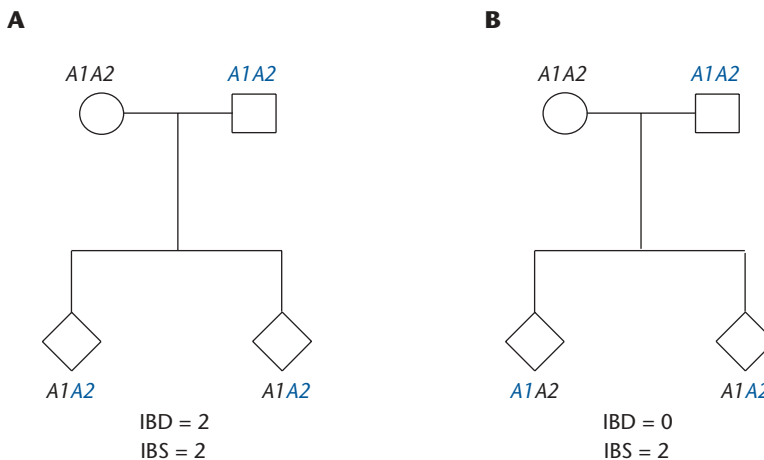 A
B
A1A2 A1A2
A1A2 A1A2
A1A2 A1A2
A1A2 A1A2
IBD = 2
IBS = 2
IBD = 0
IBS = 2